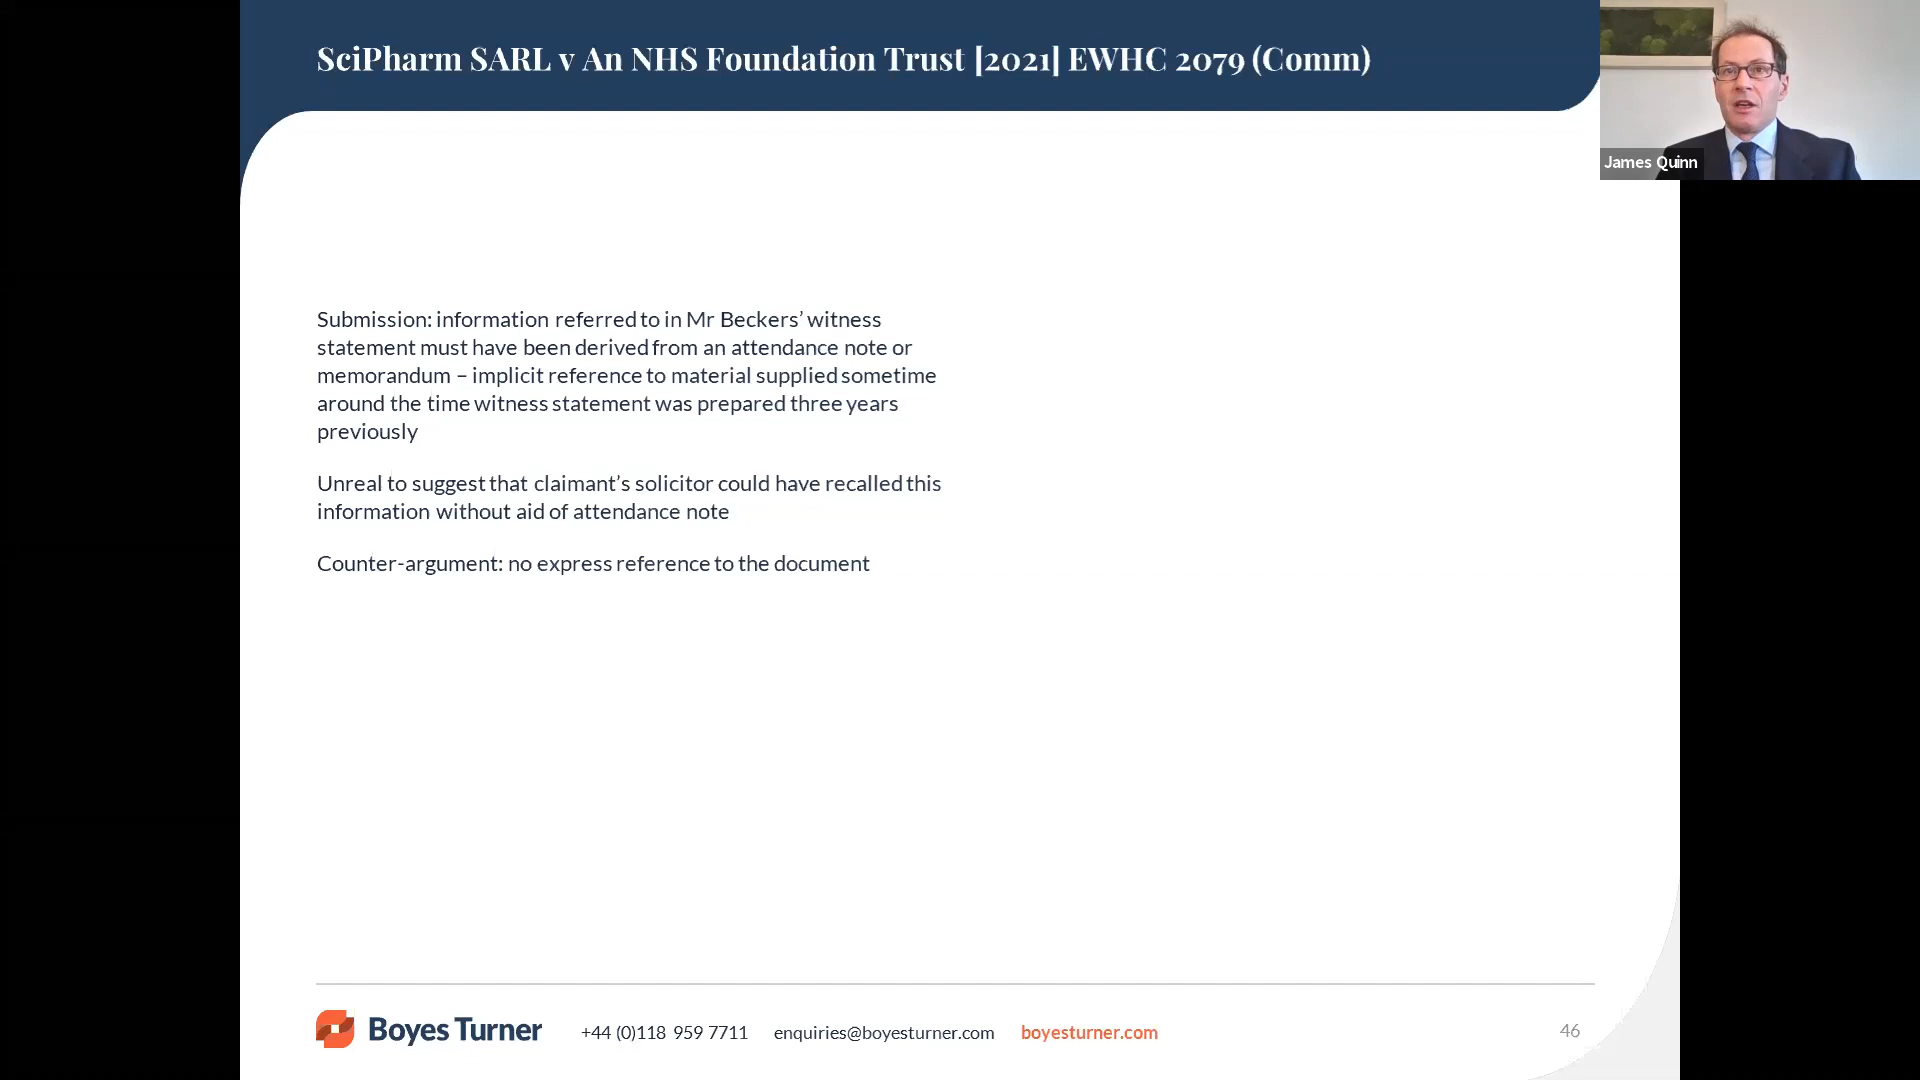 SciPharm SARL v An NHS Foundation Trust [2021] EWHC 2079 (Comm)
James Quinn
Submission: information referred to in Mr Beckers’ witness
statement must have been derived from an attendance note or
memorandum – implicit reference to material supplied sometime
around the time witness statement was prepared three years
previously
Unreal to suggest that claimant’s solicitor could have recalled this
information without aid of attendance note
Counter-argument: no express reference to the document
Boyes Turner +44 (0)118 959 7711 enquiries@boyesturner.com boyesturner.com 46